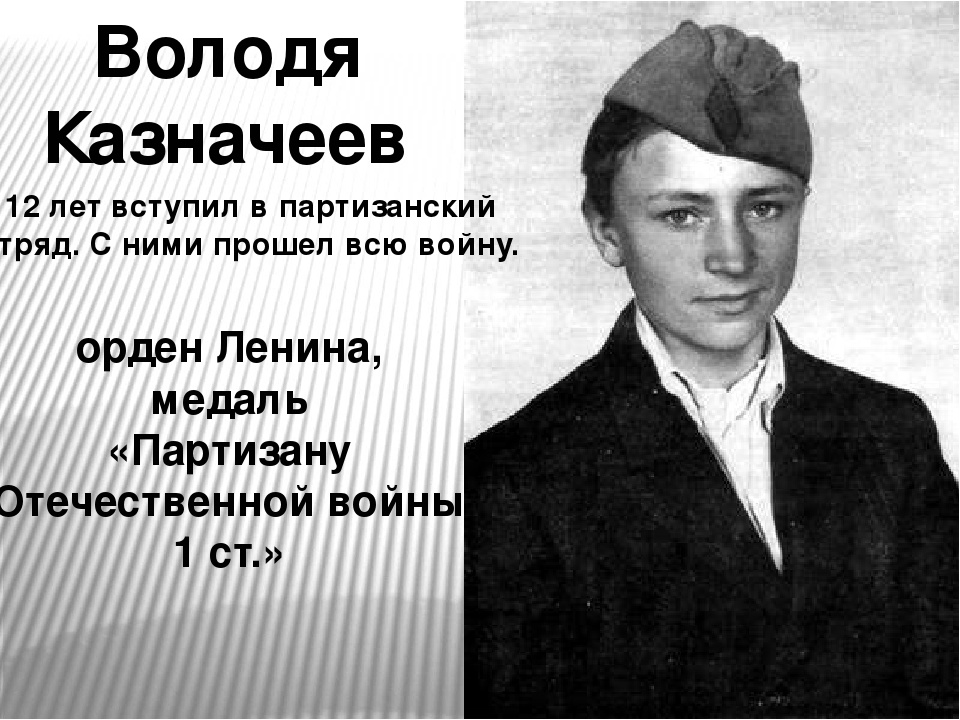 Володя
Казначеев
12 лет вступил в партизанский
тряд. С ними прошел всю войну.
орден Ленина,
медаль
«Партизану
Отечественной войны
1 ст.»